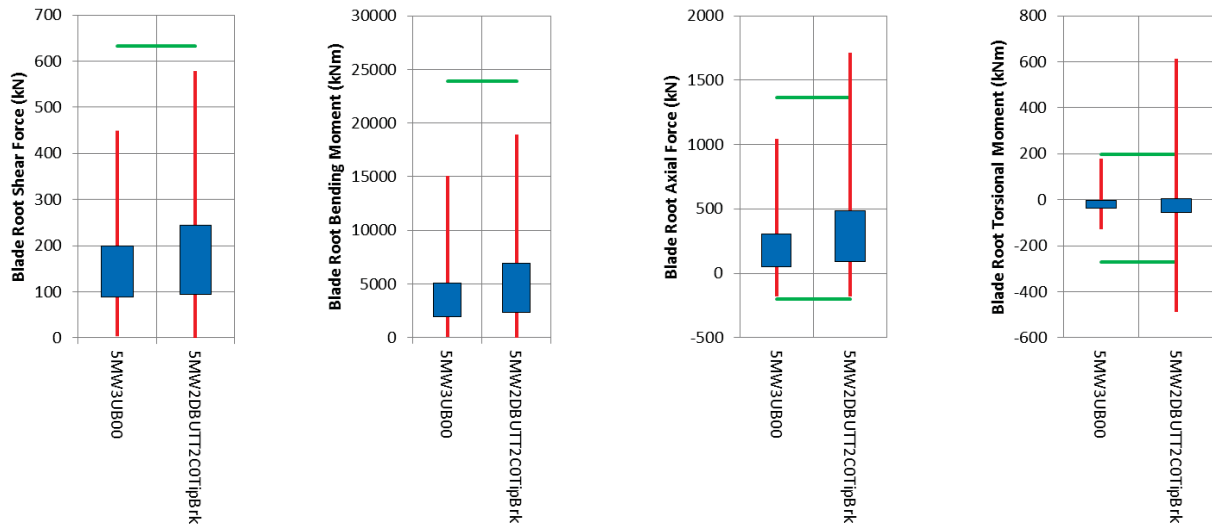 Blade Root Shear Force (kN)
700
600
500
400
300
200
100
0
5MW3UB00
5MW2DBUTT2C0TipBrk
Blade Root Bending Moment (kNm)
30000
25000
20000
15000
10000
5000
0
5MW3UB00
5MW2DBUTT2C0TipBrk
Blade Root Axial Force (kN)
2000
1500
1000
500
0
-500
5MW3UB00
5MW2DBUTT2C0TipBrk
Blade Root Torsional Moment (kNm)
800
600
400
200
0
-200
-400
-600
5MW3UB00
5MW2DBUTT2C0TipBrk